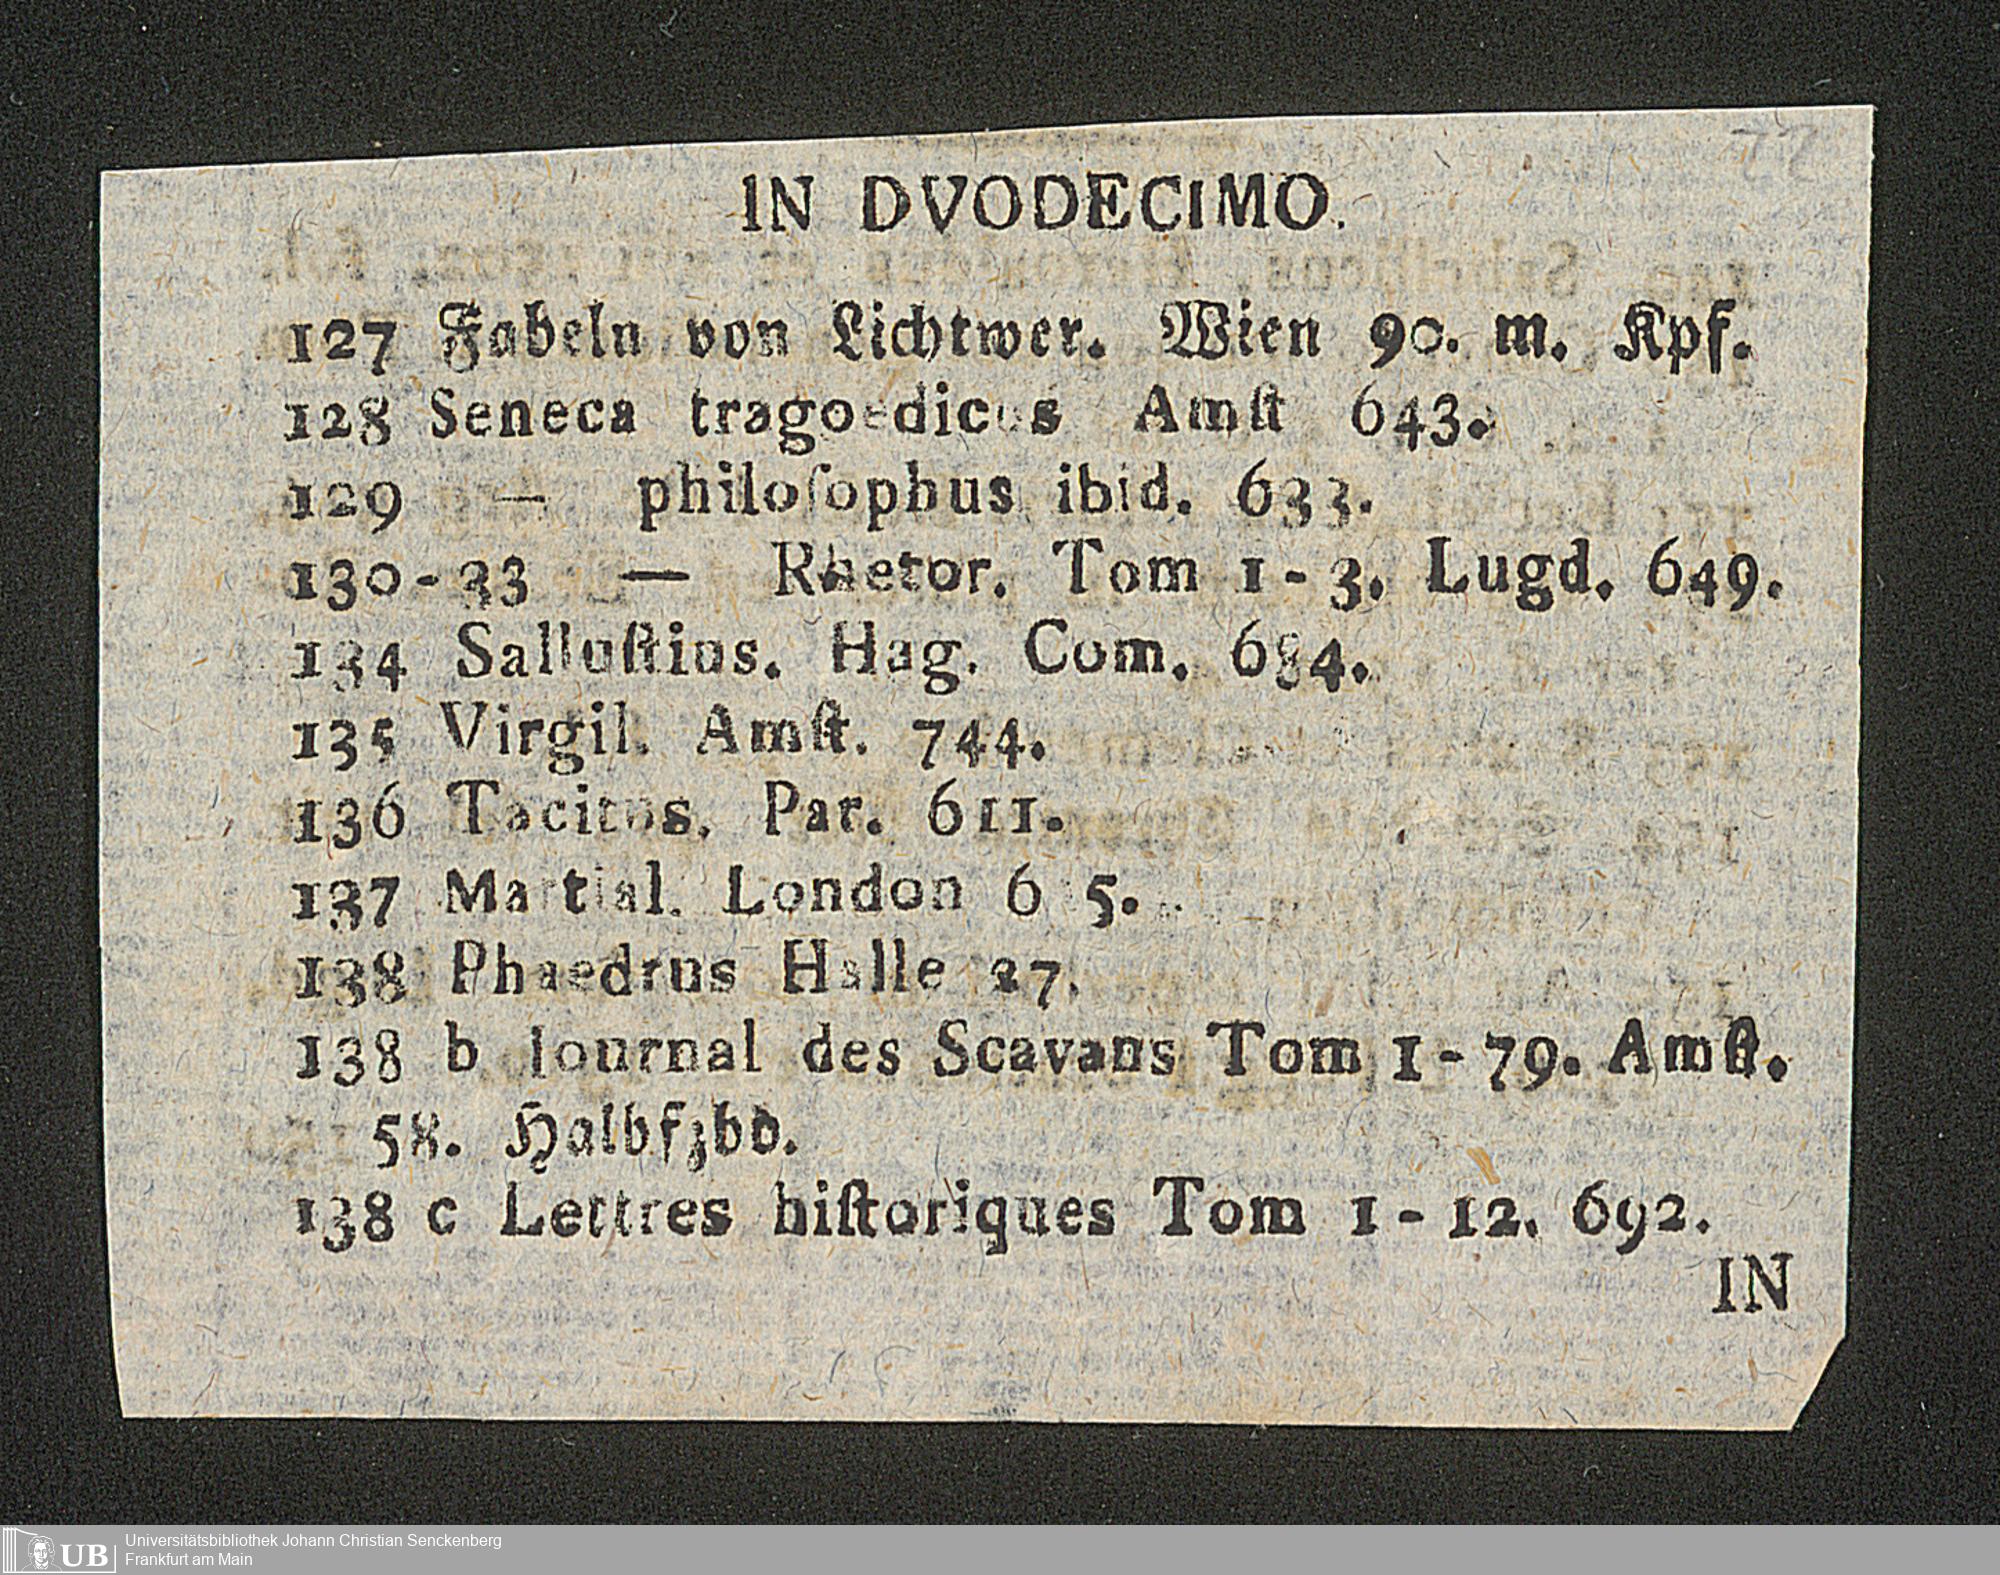 IN DVODECIMO.
127 Fabeln von Lichtwer. Wien 90. m. Kpf.
128 Seneca tragoedicus Amſt 643.
129 — philoſophus ibid. 633.
130-33 — Rhetor. Tom 1-3. Lugd. 649.
134 Salluſtius. Hag. Com. 684.
135 Virgil. Amſt. 744.
136 Tacitus. Par. 611.
137 Martial. London 6 5.
138 Phaedrus Halle 27.
138 b Iournal des Scavans Tom 1-79. Amſt.
58. Halbfzbd.
138 c Lettres hiſtoriques Tom 1-12. 692.
IN
UB
Universitätsbibliothek Johann Christian Senckenberg
Frankfurt am Main